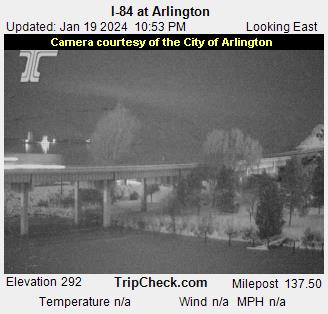 I-84 at Arlington
Updated: Jan 19 2024 10:53 PM Looking East
Camera courtesy of the City of Arlington
Elevation 292 TripCheck.com Milepost 137.50
Temperature n/a Wind n/a MPH n/a